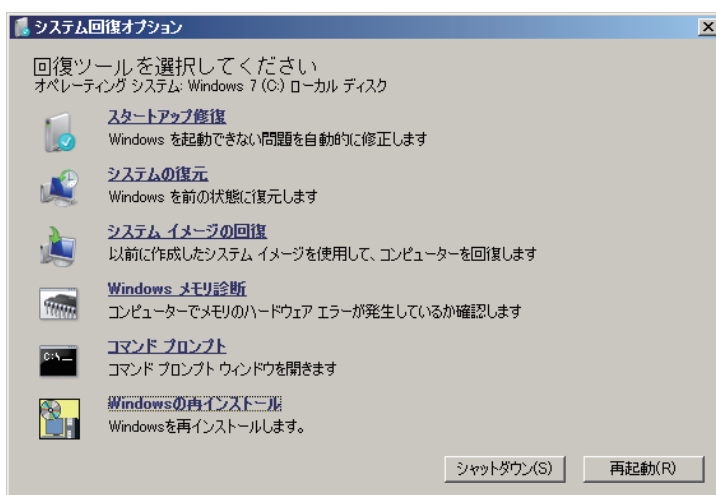 システム回復オプション
回復ツールを選択してください
オペレーティング システム: Windows 7 (C:) ローカル ディスク
スタートアップ修復
Windows を起動できない問題を自動的に修正します
システムの復元
Windows を前の状態に復元します
システム イメージの回復
以前に作成したシステム イメージを使用して、コンピューターを回復します
Windows メモリ診断
コンピューターでメモリのハードウェア エラーが発生しているか確認します
C:\_
コマンド プロンプト
コマンド プロンプト ウィンドウを開きます
Windowsの再インストール
Windowsを再インストールします。
シャットダウン(S)
再起動(R)